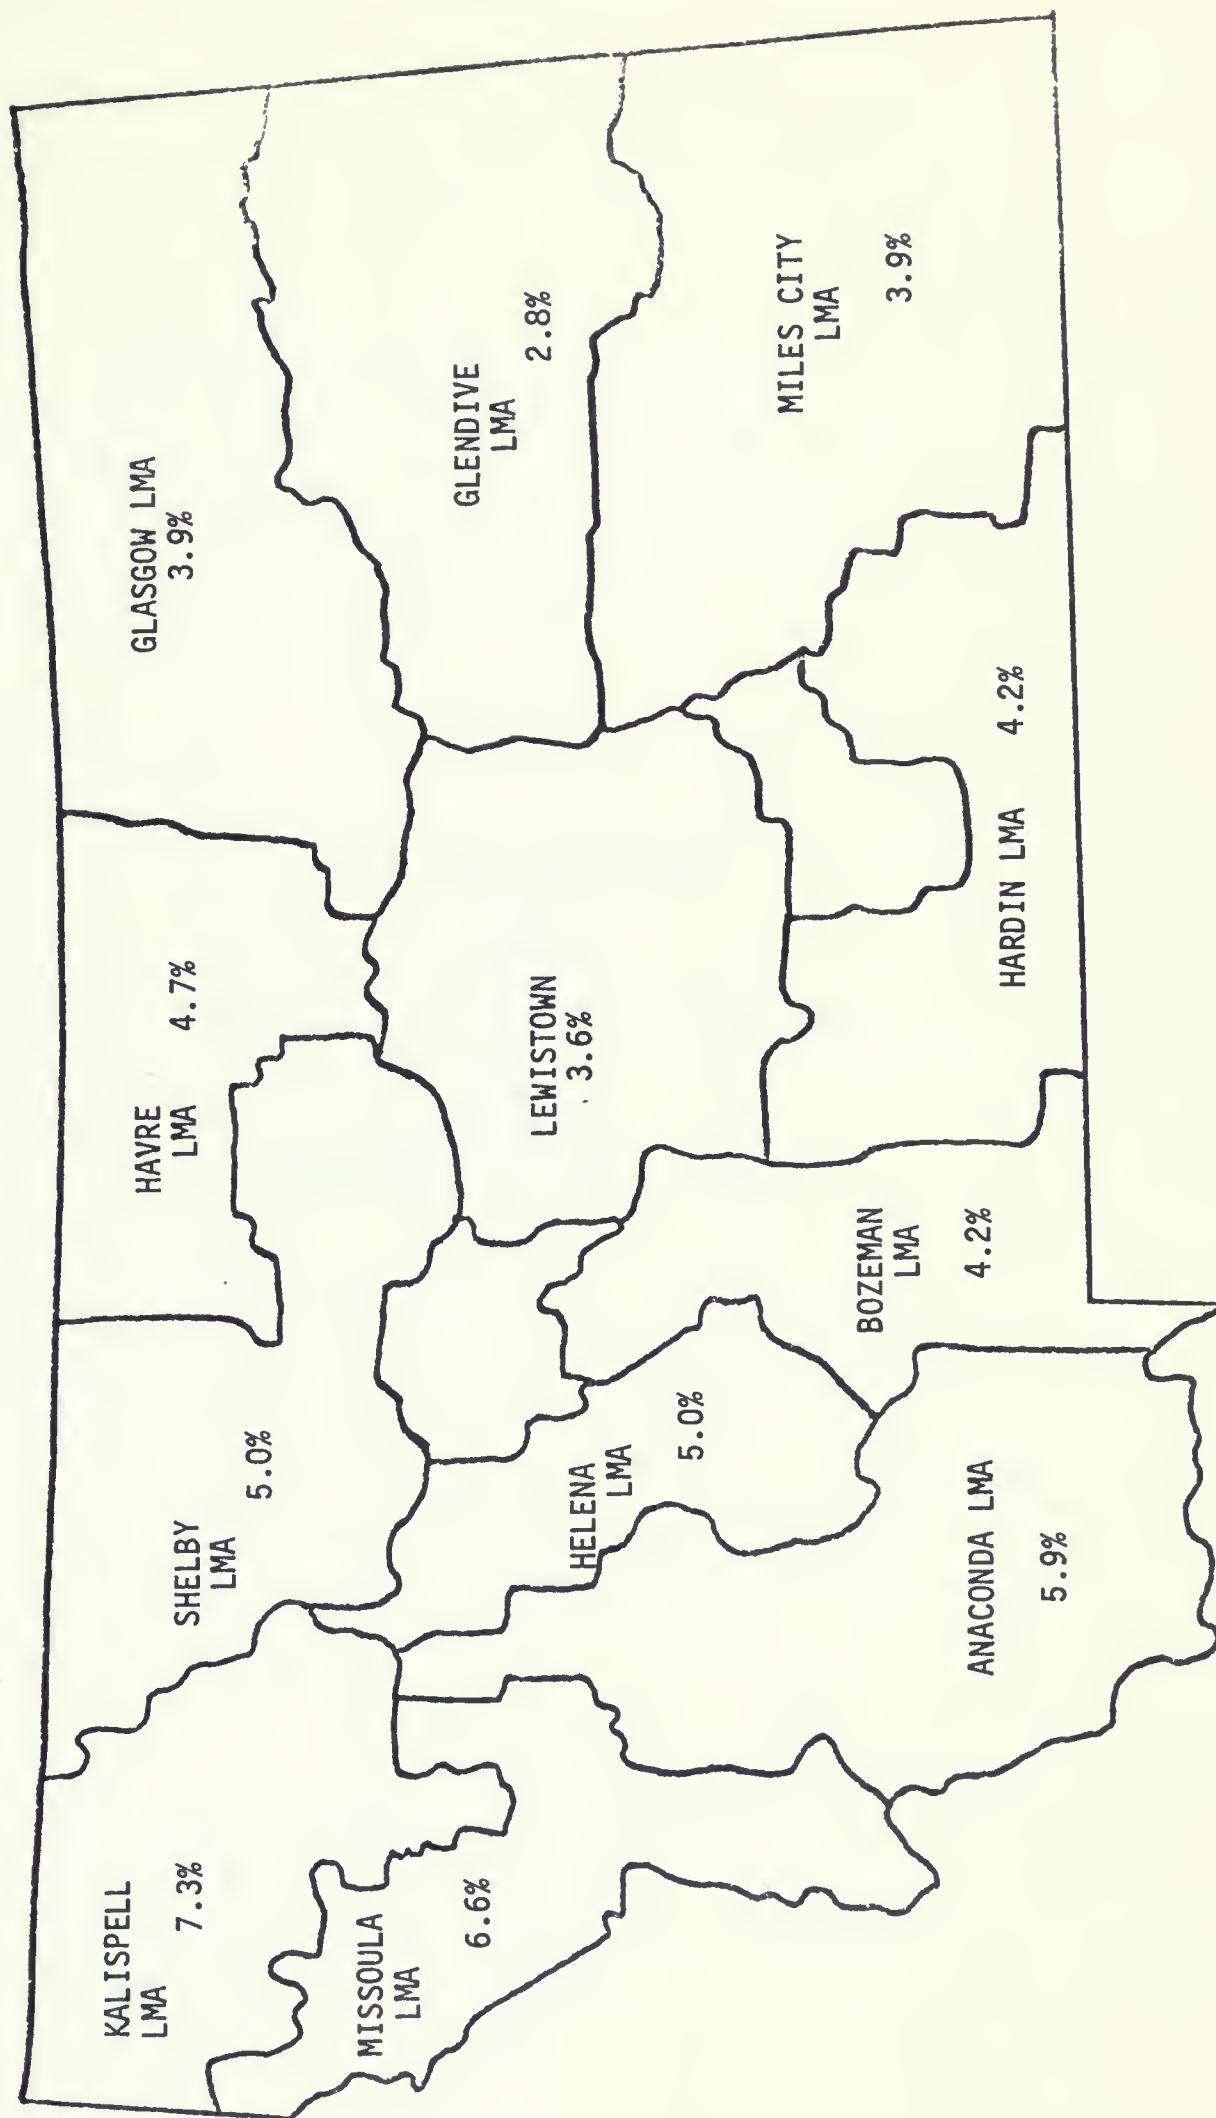 KALISPELL
LMA
7.3%
MISSOULA
LMA
6.6%
SHELBY
LMA
5.0%
HAVRE
LMA
4.7%
GLASGOW LMA
3.9%
GLENDIVE
LMA
2.8%
MILES CITY
LMA
3.9%
LEWISTOWN
3.6%
HELENA
LMA
5.0%
BOZEMAN
LMA
4.2%
ANACONDA LMA
5.9%
HARDIN LMA
4.2%